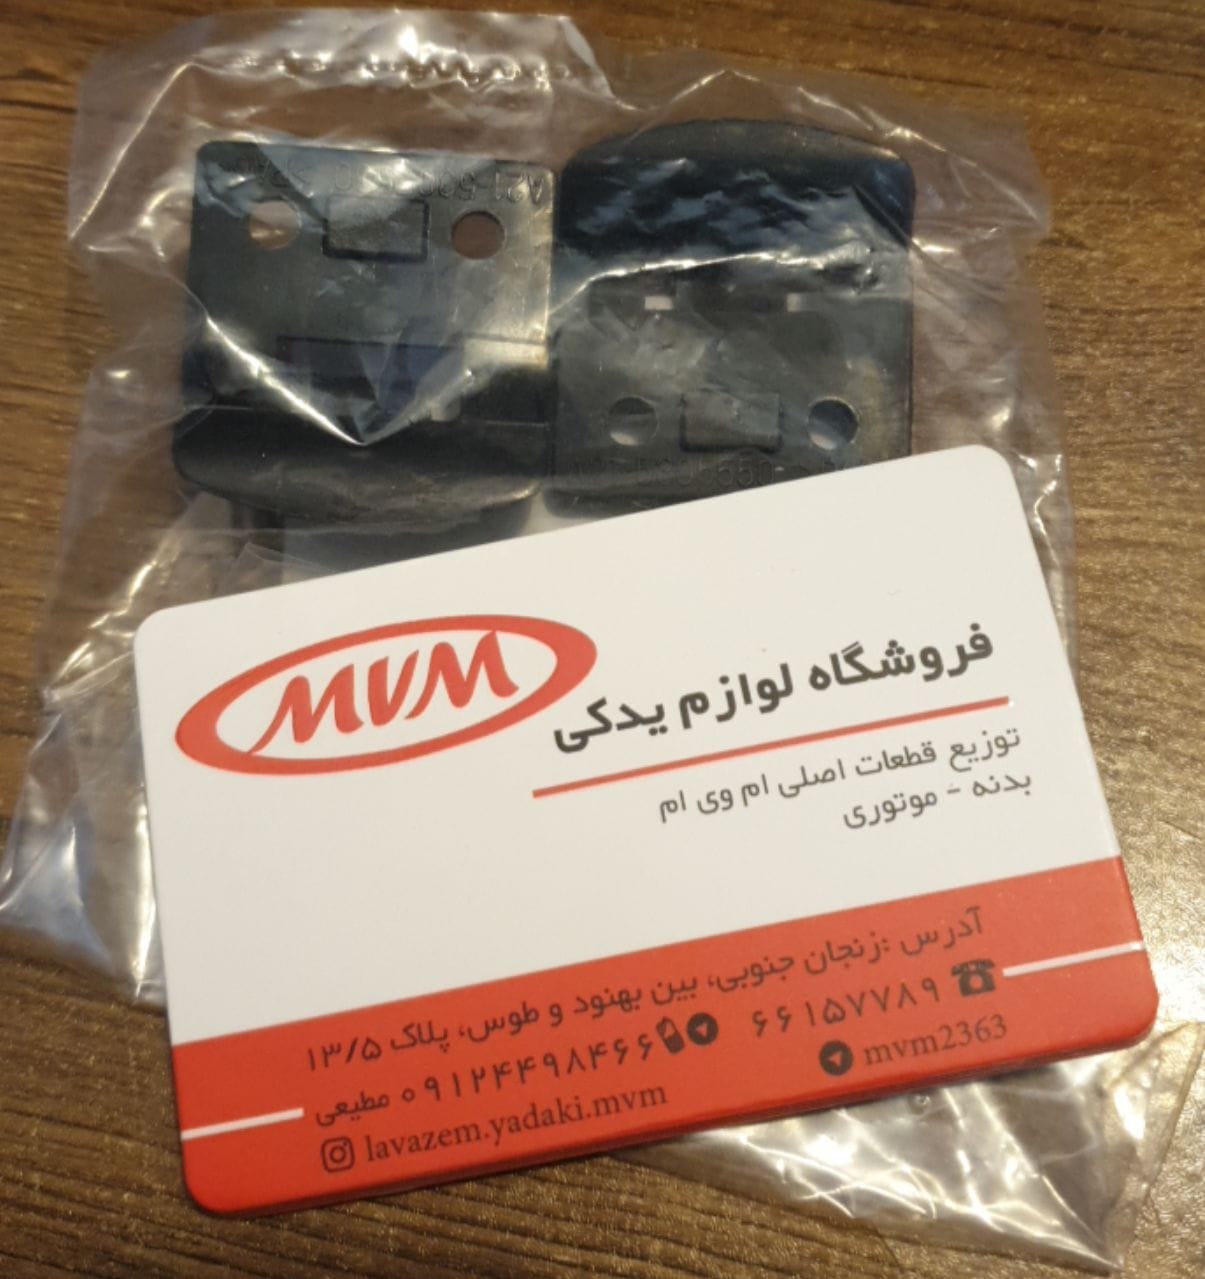 MVM
فروشگاه لوازم یدکی
توزیع قطعات اصلی ام وی ام
بدنه - موتوری
آدرس :زنجان جنوبی، بین بهنود و طوس، پلاک ۱۳/۵
۶۶۱۵۷۷۸۹
۰۹۱۲۴۴۹۸۴۶۶ مطیعی
mvm2363
lavazem.yadaki.mvm